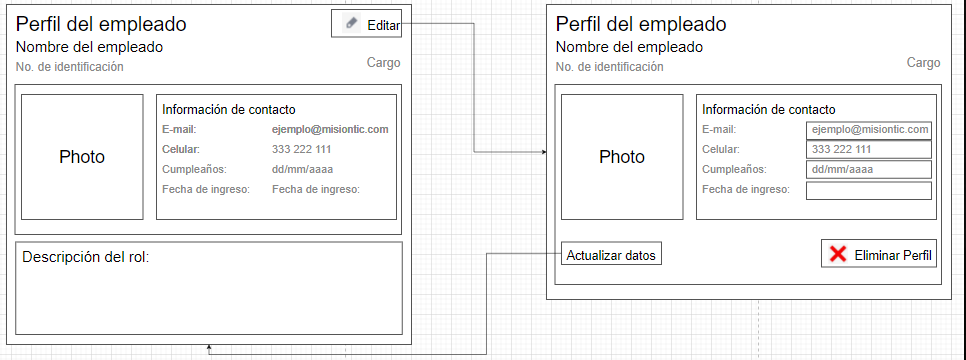 Perfil del empleado
Editar
Nombre del empleado
No. de identificación
Cargo
Photo
Información de contacto
E-mail: ejemplo@misiontic.com
Celular: 333 222 111
Cumpleaños: dd/mm/aaaa
Fecha de ingreso: Fecha de ingreso:
Descripción del rol:
Perfil del empleado
Nombre del empleado
No. de identificación
Cargo
Photo
Información de contacto
E-mail: ejemplo@misiontic.com
Celular: 333 222 111
Cumpleaños: dd/mm/aaaa
Fecha de ingreso:
Actualizar datos
Eliminar Perfil